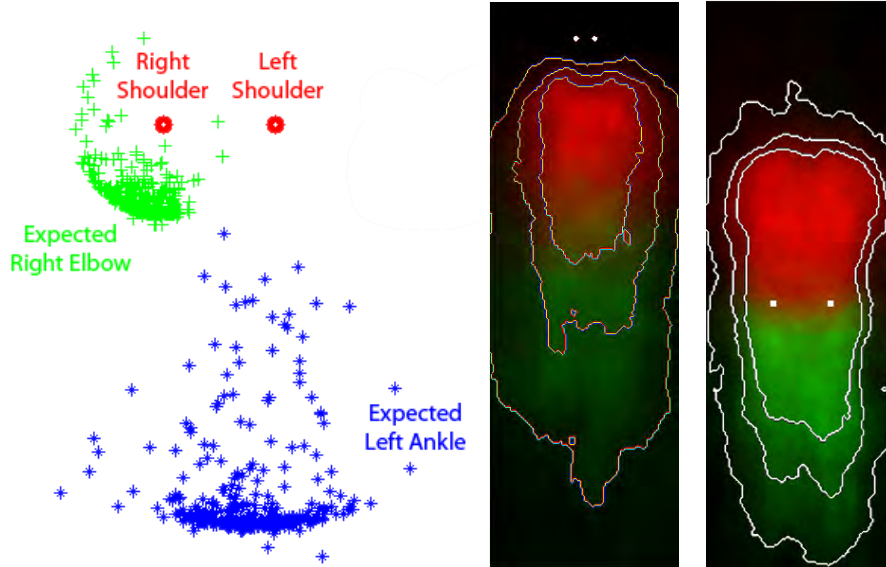 Right
Shoulder
Left
Shoulder
Expected
Right Elbow
Expected
Left Ankle